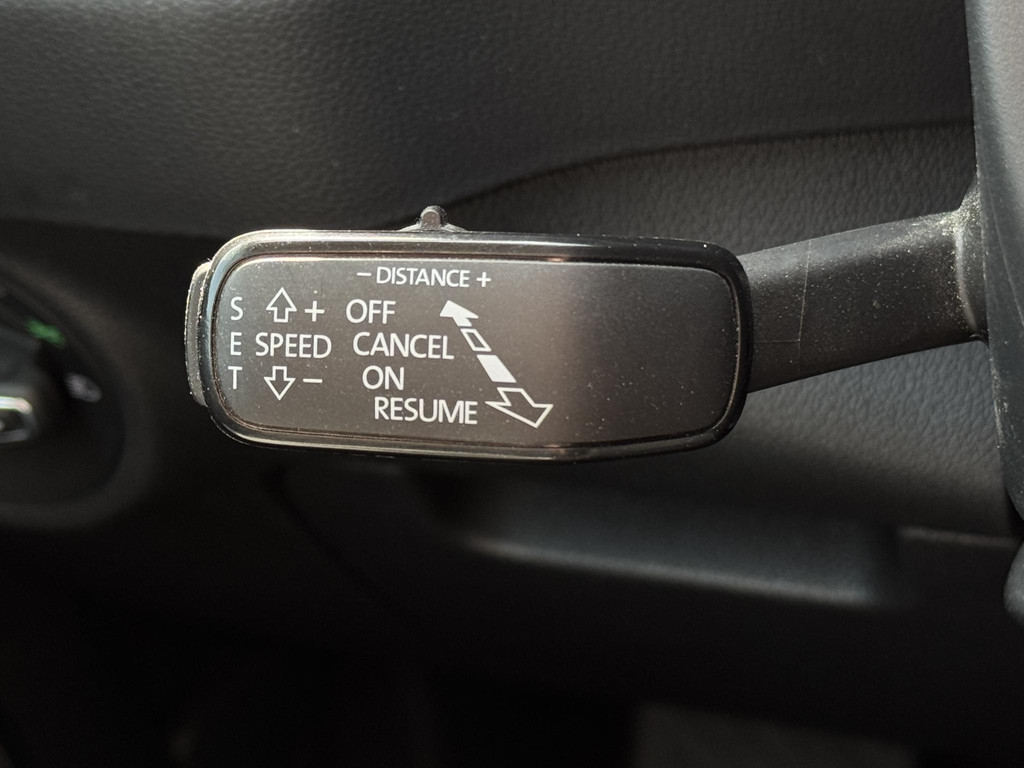 - DISTANCE +
S + OFF
E SPEED CANCEL
T - ON
RESUME